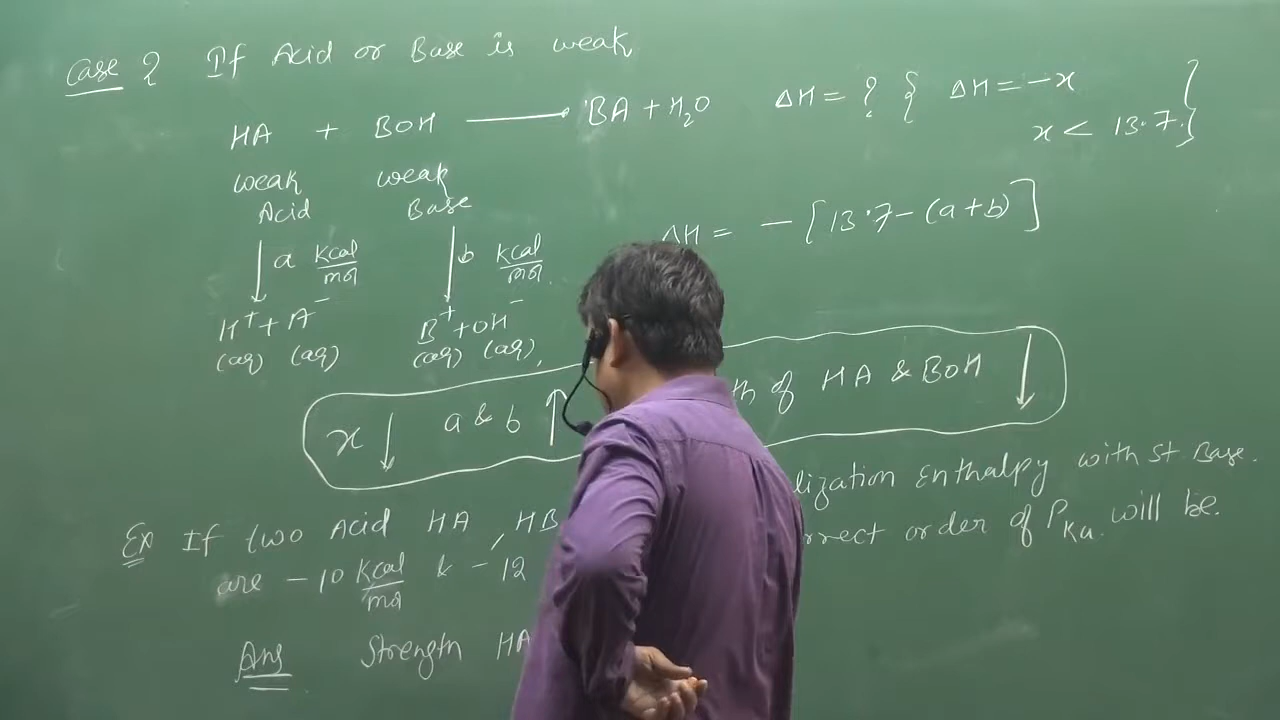 Case 2 If Acid or Base is weak
HA + BOH ⟶ BA + H₂O ΔH = ? { ΔH = -x
x < 13.7 }
weak weak
Acid Base
ΔH = -[13.7-(a+b)]
↓ a kcal/mol ↓ b kcal/mol
H⁺ + A⁻ B⁺ + OH⁻
(aq) (aq) (aq) (aq),
x ↓ a & b ↑ of HA & BOH ↓
Enthalpy with St Base.
Ex If two Acid HA, HB order of PKa. will be.
are -10 kcal/mol & -12
Ans Strength HA